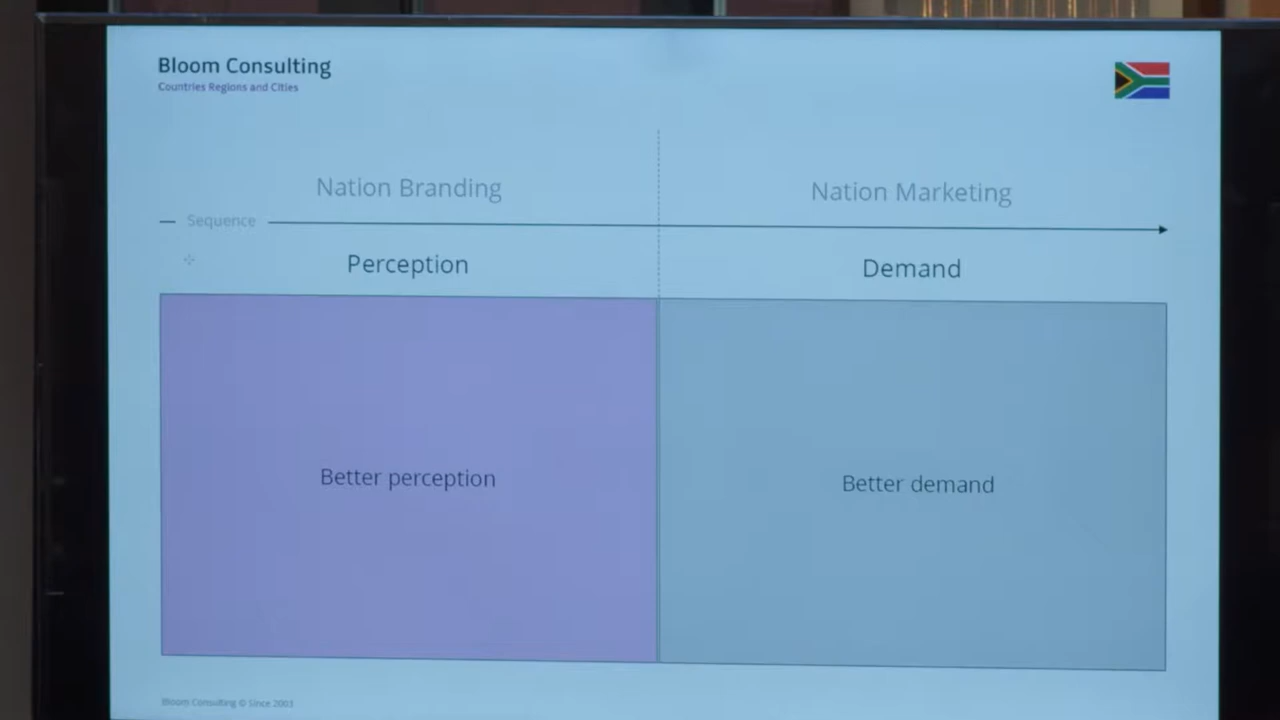 Bloom Consulting
Countries Regions and Cities
Nation Branding
Nation Marketing
Sequence
Perception
Demand
Better perception
Better demand
Bloom Consulting © Since 2003